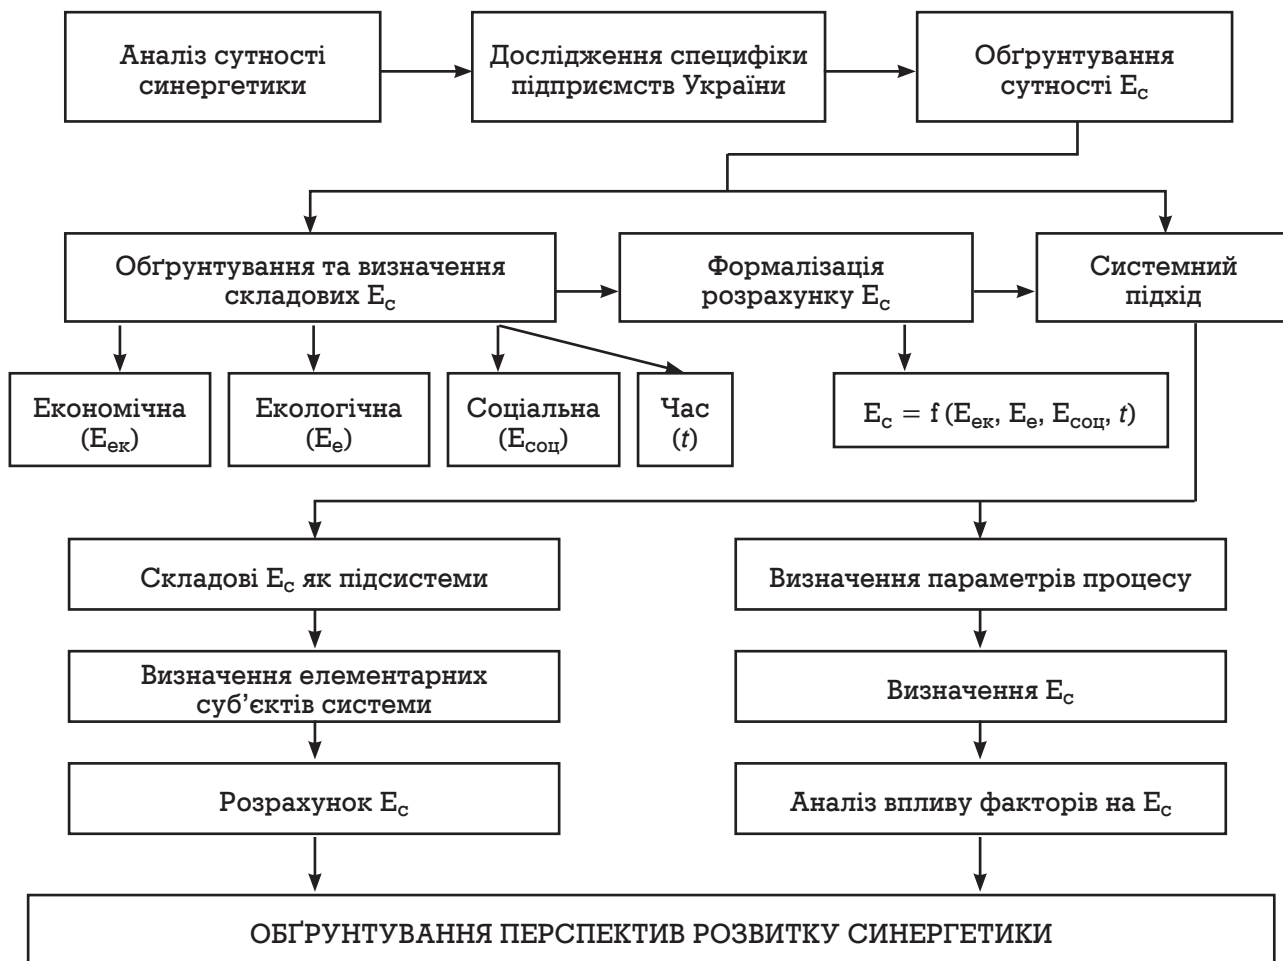 Аналіз сутності
синергетики
Дослідження специфіки
підприємств України
Обґрунтування
сутності Ес
Обґрунтування та визначення
складових Ес
Формалізація
розрахунку Ес
Системний
підхід
Економічна
(Еек)
Екологічна
(Ее)
Соціальна
(Есоц)
Час
(t)
Ес = f (Еек, Ее, Есоц, t)
Складові Ес як підсистеми
Визначення параметрів процесу
Визначення елементарних
суб’єктів системи
Визначення Ес
Розрахунок Ес
Аналіз впливу факторів на Ес
ОБҐРУНТУВАННЯ ПЕРСПЕКТИВ РОЗВИТКУ СИНЕРГЕТИКИ